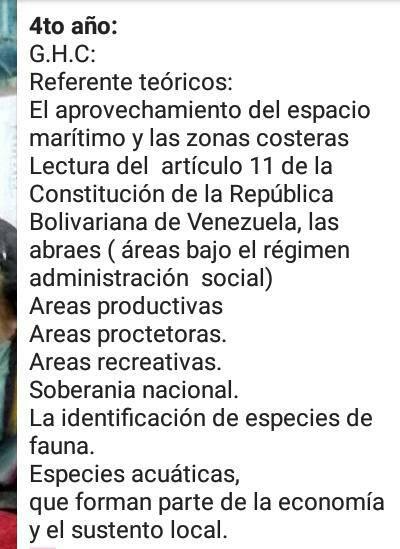 4to año:
G.H.C:
Referente teóricos:
El aprovechamiento del espacio
marítimo y las zonas costeras
Lectura del  artículo 11 de la
Constitución de la República
Bolivariana de Venezuela, las
abraes ( áreas bajo el régimen
administración  social)
Areas productivas
Areas proctetoras.
Areas recreativas.
Soberania nacional.
La identificación de especies de
fauna.
Especies acuáticas,
que forman parte de la economía
y el sustento local.